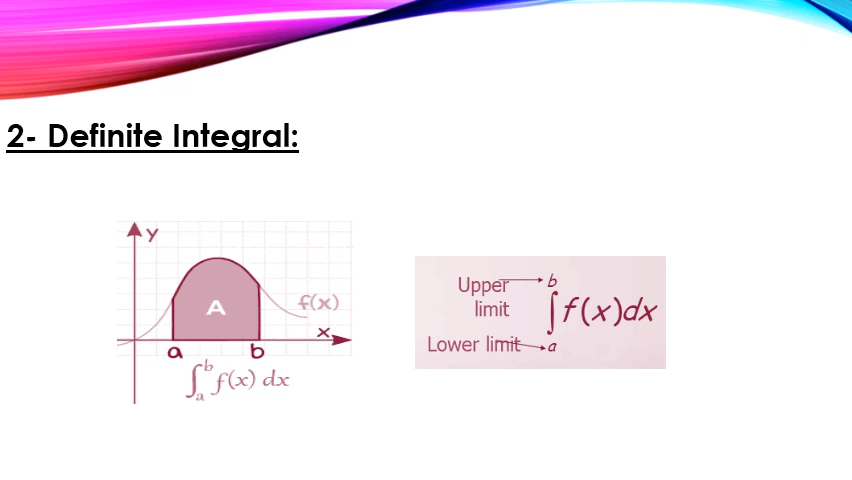 2- Definite Integral:
y
A
f(x)
x
a b
∫ₐᵇ f(x) dx
Upper limit
b
∫ f(x)dx
Lower limit
a